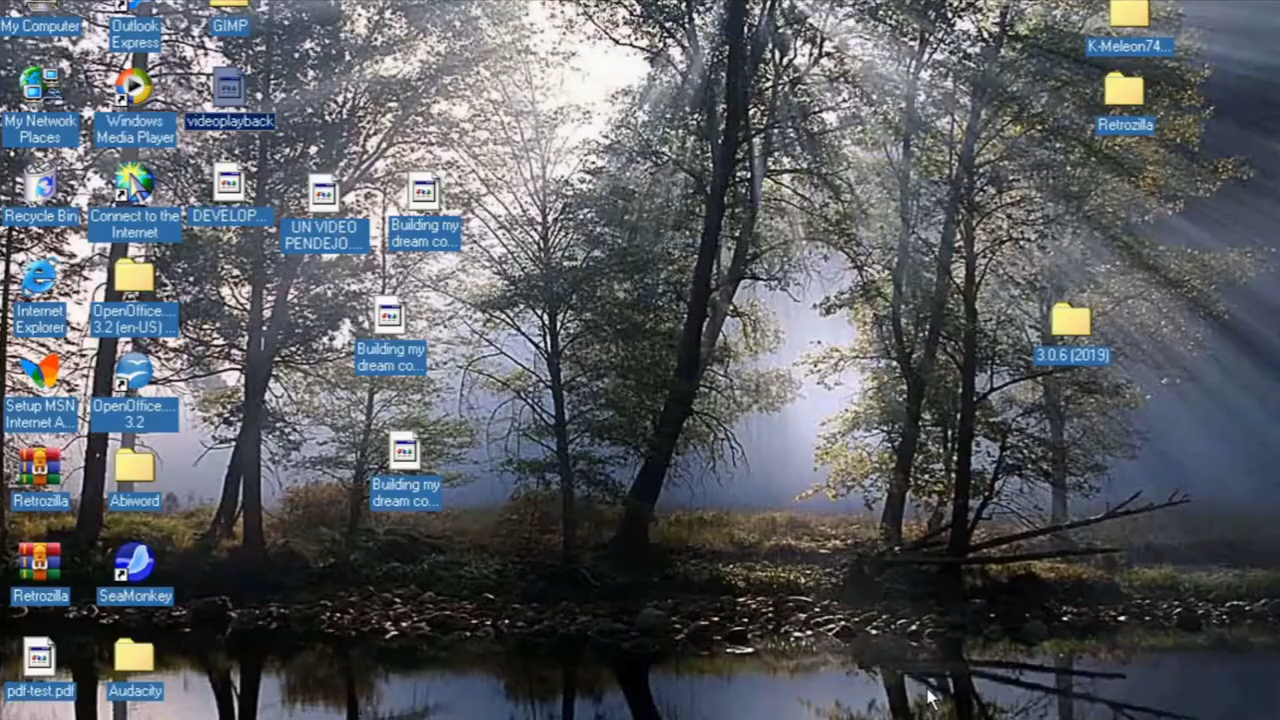 My Computer
Outlook
Express
GIMP
K-Meleon74...
My Network
Places
Windows
Media Player
videoplayback
Retrozilla
Recycle Bin
Connect to the
Internet
DEVELOP...
UN VIDEO
PENDEJO....
Building my
dream co...
Internet
Explorer
OpenOffice....
3.2 (en-US) ...
Building my
dream co...
3.0.6 (2019)
Setup MSN
Internet A...
OpenOffice....
3.2
Retrozilla
Abiword
Building my
dream co...
Retrozilla
SeaMonkey
pdf-test.pdf
Audacity